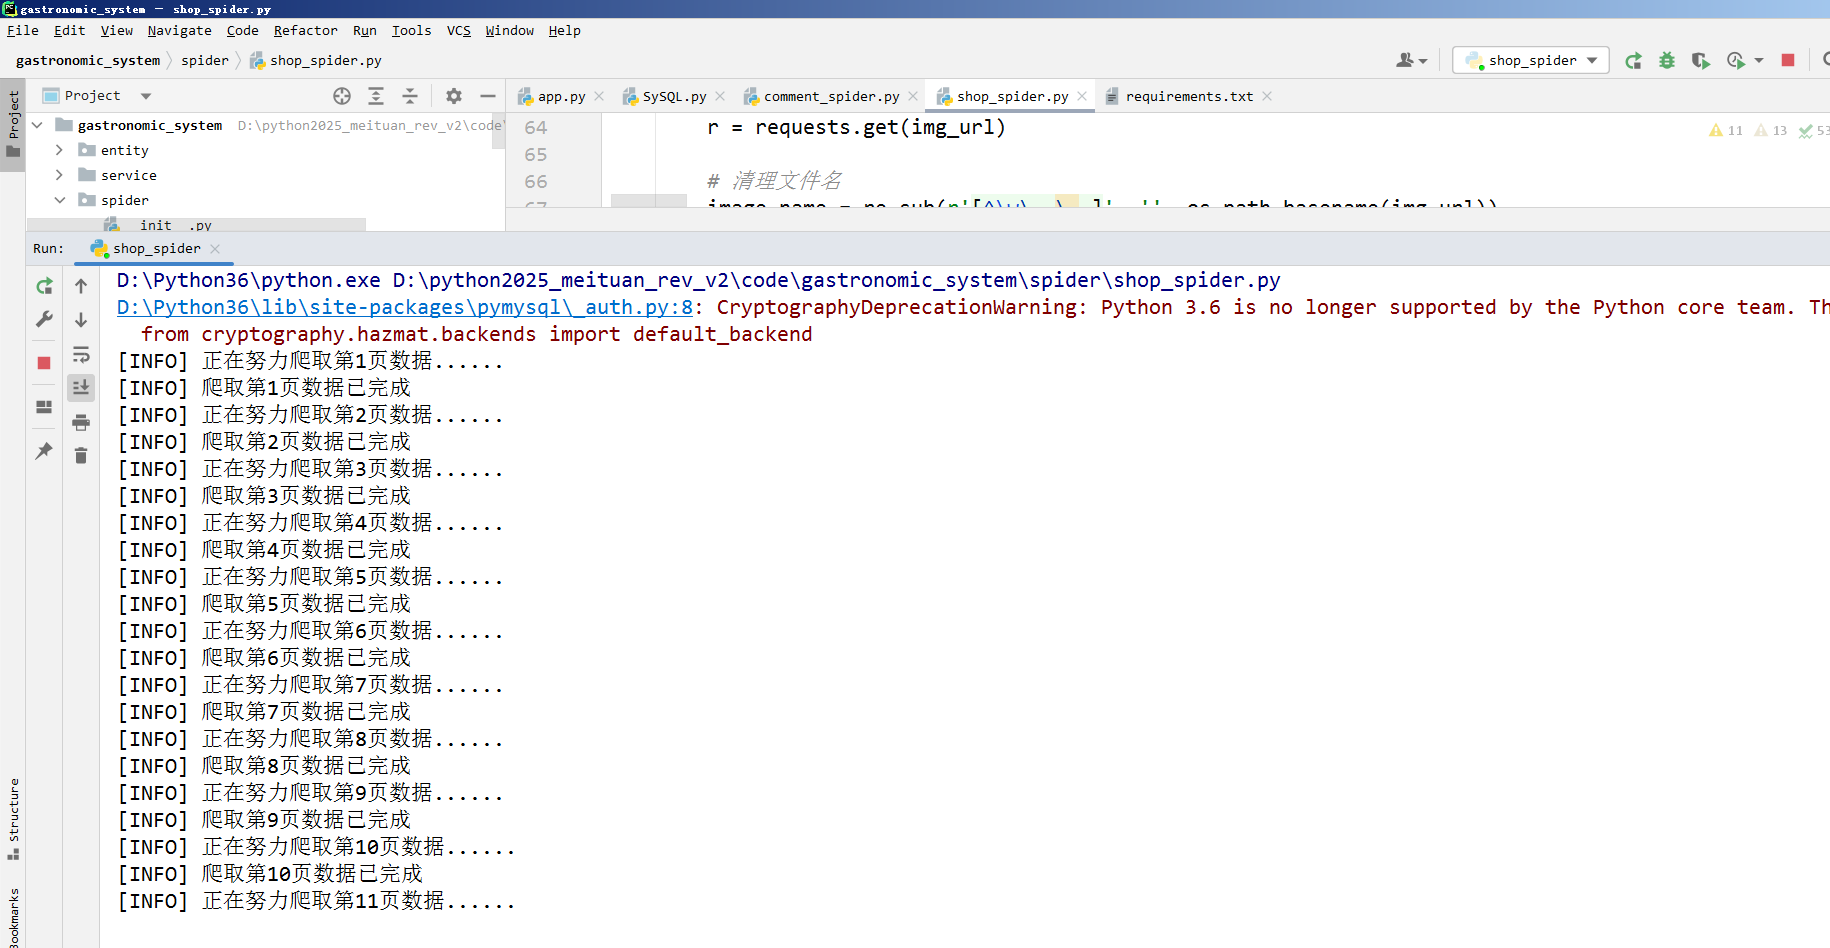 gastronomic_system – shop_spider.py
File Edit View Navigate Code Refactor Run Tools VCS Window Help
gastronomic_system spider shop_spider.py
shop_spider
Project
Project
app.py SySQL.py comment_spider.py shop_spider.py requirements.txt
gastronomic_system D:\python2025_meituan_rev_v2\code\
entity
service
spider
init .py
64 r = requests.get(img_url)
65
66 # 清理文件名
11 13 53
Run: shop_spider
D:\Python36\python.exe D:\python2025_meituan_rev_v2\code\gastronomic_system\spider\shop_spider.py
D:\Python36\lib\site-packages\pymysql\_auth.py:8: CryptographyDeprecationWarning: Python 3.6 is no longer supported by the Python core team. Th
from cryptography.hazmat.backends import default_backend
[INFO] 正在努力爬取第1页数据......
[INFO] 爬取第1页数据已完成
[INFO] 正在努力爬取第2页数据......
[INFO] 爬取第2页数据已完成
[INFO] 正在努力爬取第3页数据......
[INFO] 爬取第3页数据已完成
[INFO] 正在努力爬取第4页数据......
[INFO] 爬取第4页数据已完成
[INFO] 正在努力爬取第5页数据......
[INFO] 爬取第5页数据已完成
[INFO] 正在努力爬取第6页数据......
[INFO] 爬取第6页数据已完成
[INFO] 正在努力爬取第7页数据......
[INFO] 爬取第7页数据已完成
[INFO] 正在努力爬取第8页数据......
[INFO] 爬取第8页数据已完成
[INFO] 正在努力爬取第9页数据......
[INFO] 爬取第9页数据已完成
[INFO] 正在努力爬取第10页数据......
[INFO] 爬取第10页数据已完成
[INFO] 正在努力爬取第11页数据......
Structure
Bookmarks